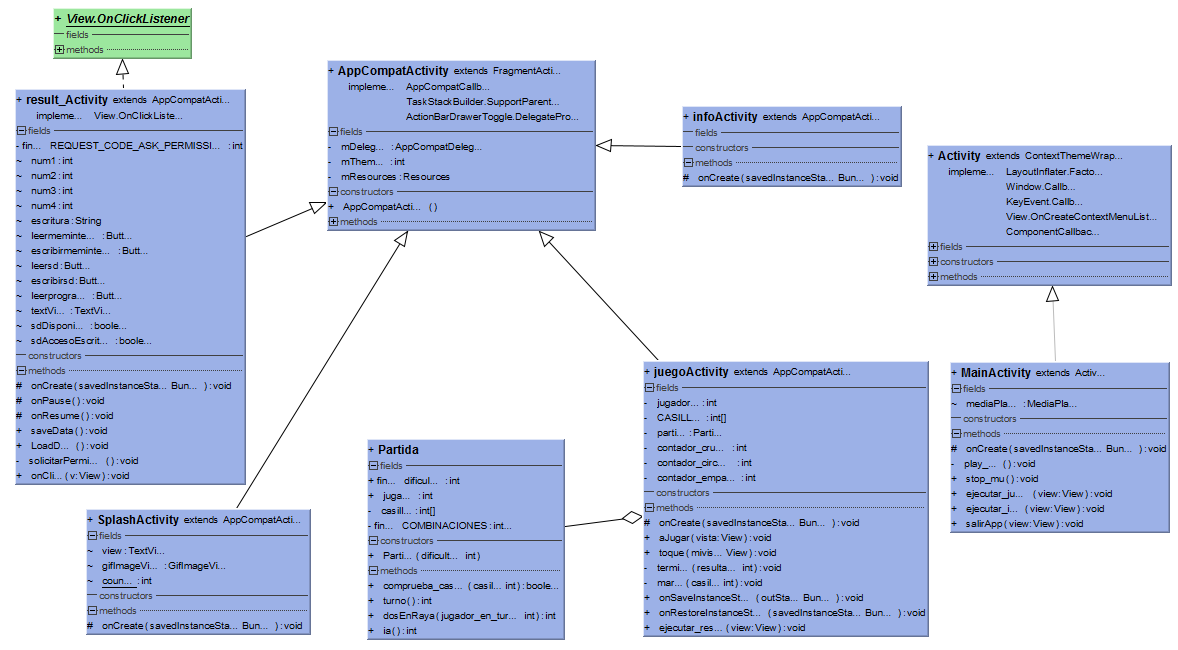 + View.OnClickListener
fields
methods
+ result_Activity extends AppCompatActi...
impleme... View.OnClickListe...
fields
- fin... REQUEST_CODE_ASK_PERMISSI... : int
~ num1 : int
~ num2 : int
~ num3 : int
~ num4 : int
~ escritura : String
~ leermeminte... : Butt...
~ escribirmeminte... : Butt...
~ leersd : Butt...
~ escribirsd : Butt...
~ leerprogra... : Butt...
~ textVi... : TextVi...
~ sdDisponi... : boole...
~ sdAccesoEscrit... : boole...
constructors
methods
# onCreate ( savedInstanceSta... Bun... ) : void
# onPause ( ) : void
# onResume ( ) : void
+ saveData ( ) : void
+ LoadD... ( ) : void
- solicitarPermi... ( ) : void
+ onCli... ( v : View ) : void
+ AppCompatActivity extends FragmentActi...
impleme... AppCompatCallb...
TaskStackBuilder.SupportParent...
ActionBarDrawerToggle.DelegatePro...
fields
- mDeleg... : AppCompatDeleg...
- mThem... : int
- mResources : Resources
constructors
+ AppCompatActi... ( )
methods
+ infoActivity extends AppCompatActi...
fields
constructors
methods
# onCreate ( savedInstanceSta... Bun... ) : void
+ Activity extends ContextThemeWrap...
impleme... LayoutInflater.Facto...
Window.Callb...
KeyEvent.Callb...
View.OnCreateContextMenuList...
ComponentCallbac...
fields
constructors
methods
+ SplashActivity extends AppCompatActi...
fields
~ view : TextVi...
~ gifImageVi... : GifImageVi...
~ coun... : int
constructors
methods
# onCreate ( savedInstanceSta... Bun... ) : void
+ Partida
fields
+ fin... dificul... : int
+ juga... : int
- casill... : int[]
- fin... COMBINACIONES : int...
constructors
+ Parti... ( dificult... int )
methods
+ comprueba_cas... ( casil... int ) : boole...
+ turno ( ) : int
+ dosEnRaya ( jugador_en_tur... int ) : int
+ ia ( ) : int
+ juegoActivity extends AppCompatActi...
fields
- jugador... : int
- CASILL... : int[]
- parti... : Parti...
- contador_cru... : int
- contador_circ... : int
- contador_empa... : int
constructors
methods
# onCreate ( savedInstanceSta... Bun... ) : void
+ aJugar ( vista : View ) : void
+ toque ( mivis... View ) : void
- termi... ( resulta... int ) : void
- mar... ( casil... int ) : void
+ onSaveInstanceSt... ( outSta... Bun... ) : void
+ onRestoreInstanceSt... ( savedInstanceSta... Bun... ) : void
+ ejecutar_res... ( view : View ) : void
+ MainActivity extends Activ...
fields
~ mediaPla... : MediaPla...
constructors
methods
# onCreate ( savedInstanceSta... Bun... ) : void
- play_... ( ) : void
+ stop_mu ( ) : void
+ ejecutar_ju... ( view : View ) : void
+ ejecutar_i... ( view : View ) : void
+ salirApp ( view : View ) : void